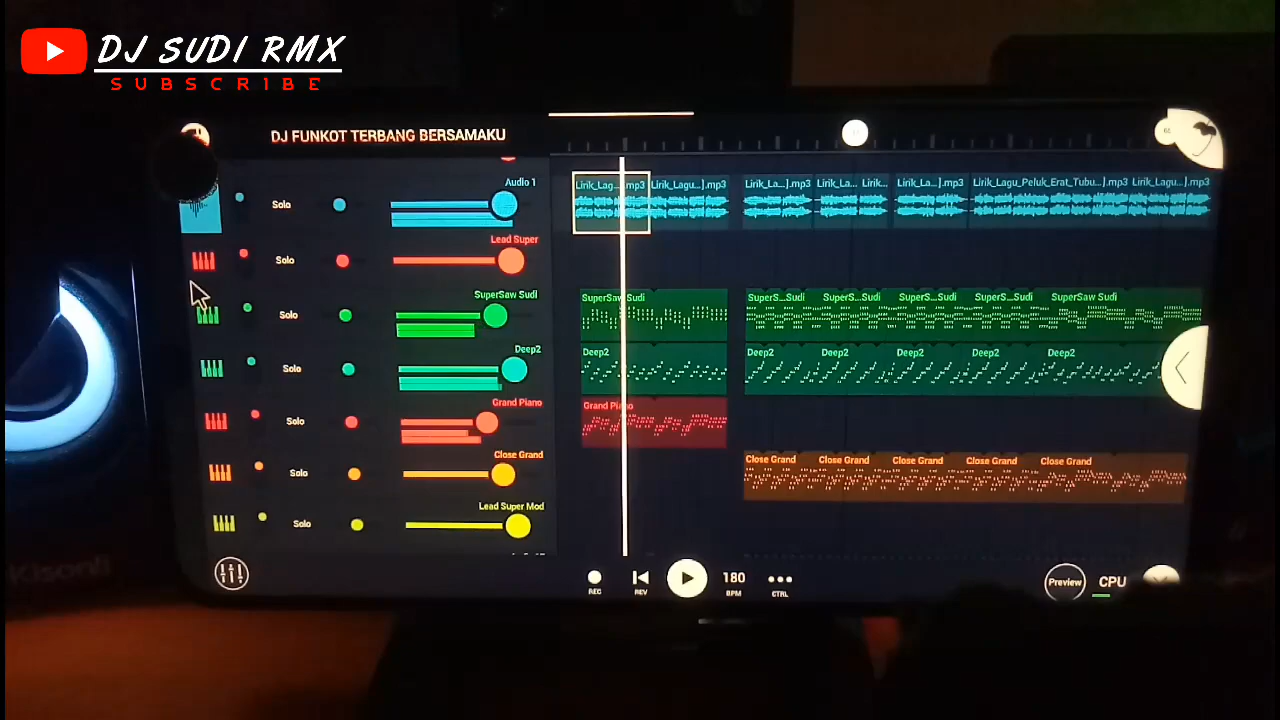 DJ SUDI RMX
SUBSCRIBE
DJ FUNKOT TERBANG BERSAMAKU
Audio 1
Solo
Lirik_Lag... .mp3 Lirik_Lagu...].mp3 Lirik_La...].mp3 Lirik_La... Lirik... Lirik_La...].mp3 Lirik_Lagu_Peluk_Erat_Tubu...].mp3 Lirik_Lagu...].mp3
Lead Super
Solo
SuperSaw Sudi
Solo
SuperSaw Sudi SuperS...Sudi SuperS...Sudi SuperS...Sudi SuperS...Sudi SuperSaw Sudi
Deep2
Solo
Deep2 Deep2 Deep2 Deep2 Deep2 Deep2
Grand Piano
Solo
Grand Piano
Close Grand
Solo
Close Grand Close Grand Close Grand Close Grand Close Grand
Lead Super Mod
Solo
REC
REV
180
BPM
CTRL
Preview
CPU
Kisonli